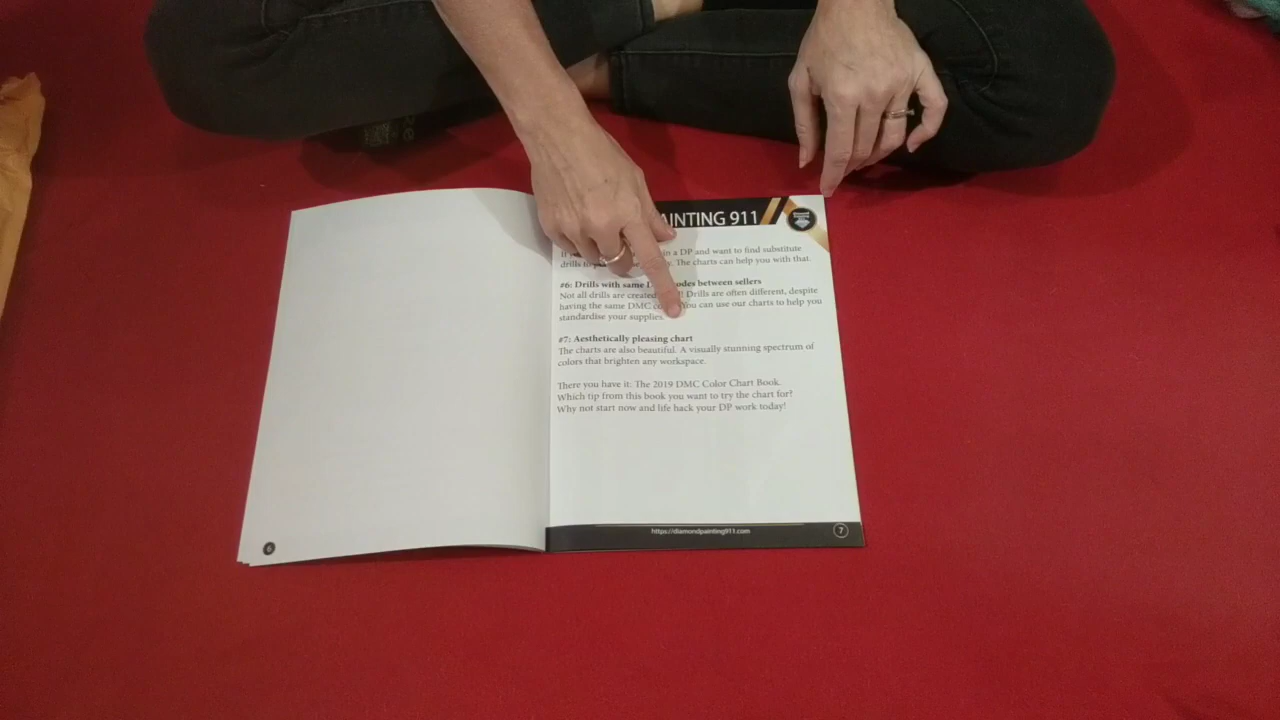 AINTING 911
in a DP and want to find substitute
drills to The charts can help you with that.
#6: Drills with same codes between sellers
Not all drills are created Drills are often different, despite
having the same DMC You can use our charts to help you
standardise your supplies.
#7: Aesthetically pleasing chart
The charts are also beautiful. A visually stunning spectrum of
colors that brighten any workspace.
There you have it: The 2019 DMC Color Chart Book.
Which tip from this book you want to try the chart for?
Why not start now and life hack your DP work today!
https://diamondpainting911.com
7
6